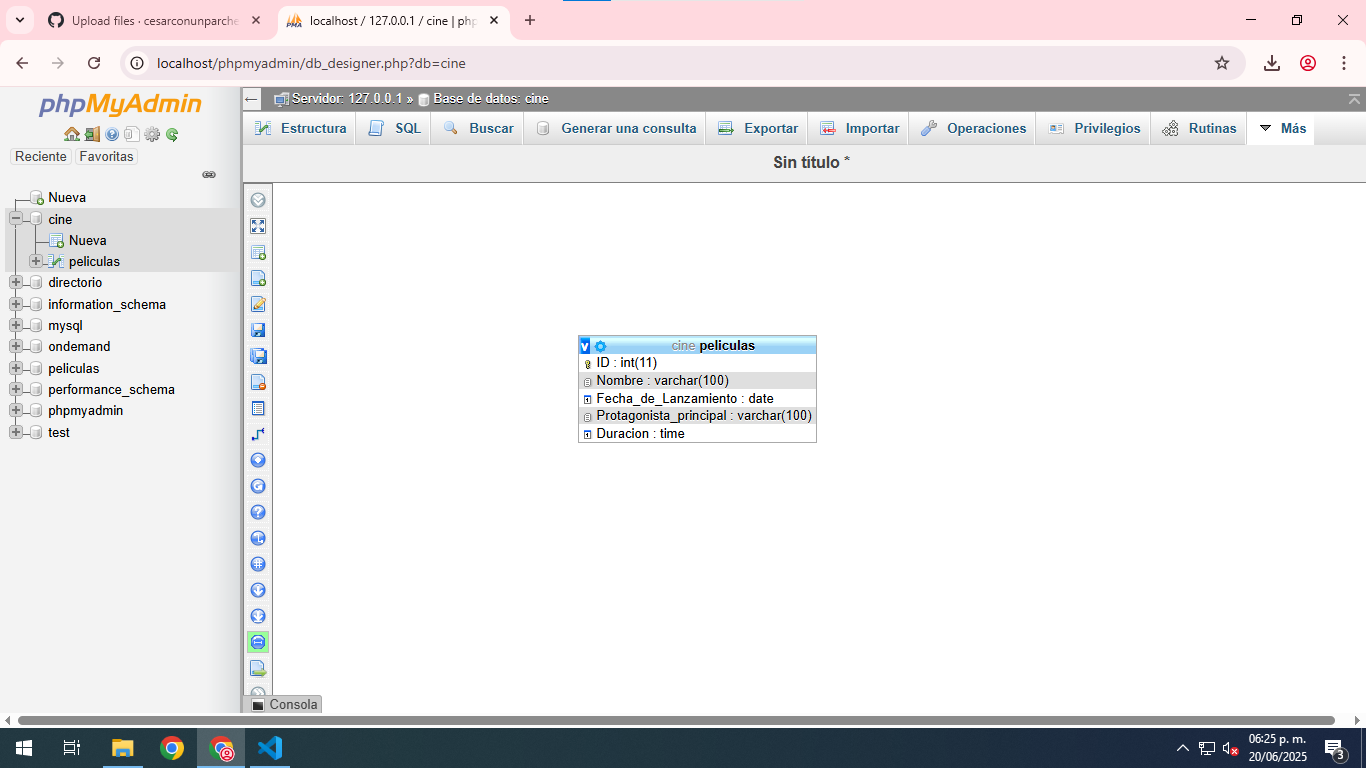 Upload files · cesarconunparche
localhost / 127.0.0.1 / cine | php
localhost/phpmyadmin/db_designer.php?db=cine
phpMyAdmin
Reciente
Favoritas
Nueva
cine
Nueva
peliculas
directorio
information_schema
mysql
ondemand
peliculas
performance_schema
phpmyadmin
test
Servidor: 127.0.0.1 » Base de datos: cine
Estructura
SQL
Buscar
Generar una consulta
Exportar
Importar
Operaciones
Privilegios
Rutinas
Más
Sin título *
v cine peliculas
ID : int(11)
Nombre : varchar(100)
Fecha_de_Lanzamiento : date
Protagonista_principal : varchar(100)
Duracion : time
Consola
06:25 p. m.
20/06/2025
3